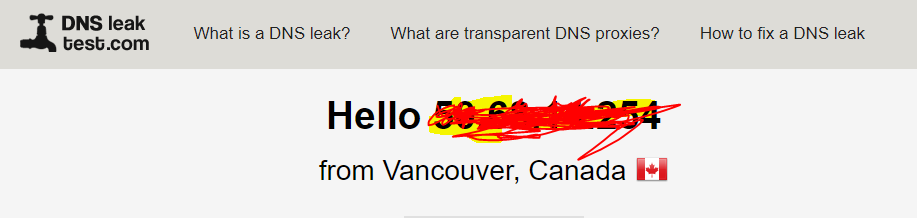 DNS leak
test.com
What is a DNS leak?
What are transparent DNS proxies?
How to fix a DNS leak
Hello
from Vancouver, Canada